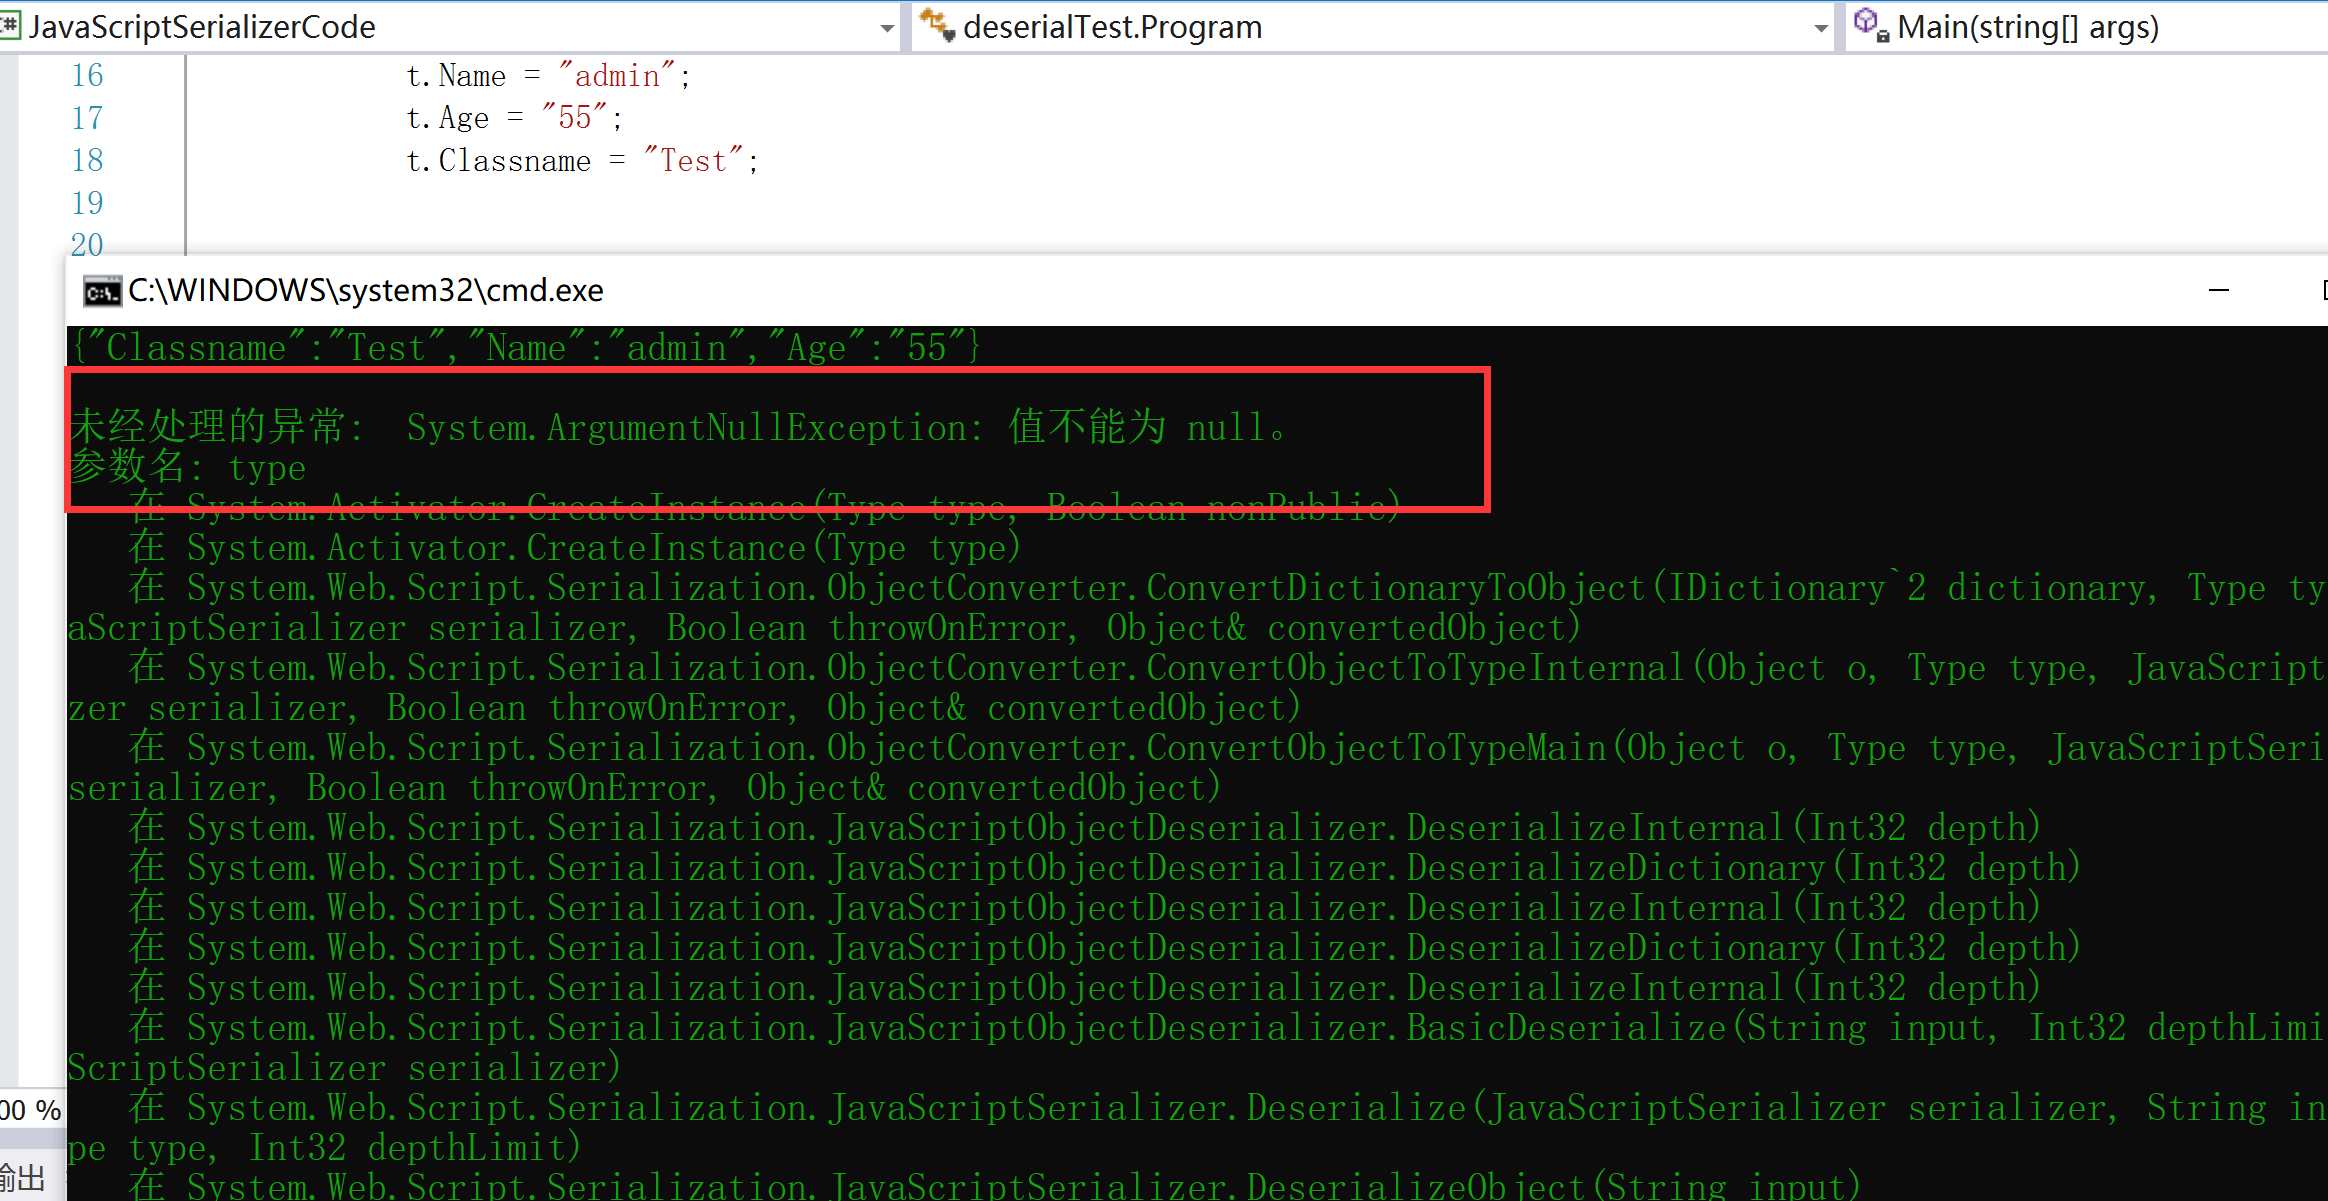 JavaScriptSerializerCode deserialTest.Program Main(string[] args)
16 t.Name = "admin";
17 t.Age = "55";
18 t.Classname = "Test";
19
20
C:\WINDOWS\system32\cmd.exe
{"Classname":"Test","Name":"admin","Age":"55"}
未经处理的异常: System.ArgumentNullException: 值不能为 null。
参数名: type
在 System.Activator.CreateInstance(Type type, Boolean nonPublic)
在 System.Activator.CreateInstance(Type type)
在 System.Web.Script.Serialization.ObjectConverter.ConvertDictionaryToObject(IDictionary`2 dictionary, Type ty
aScriptSerializer serializer, Boolean throwOnError, Object& convertedObject)
在 System.Web.Script.Serialization.ObjectConverter.ConvertObjectToTypeInternal(Object o, Type type, JavaScript
zer serializer, Boolean throwOnError, Object& convertedObject)
在 System.Web.Script.Serialization.ObjectConverter.ConvertObjectToTypeMain(Object o, Type type, JavaScriptSeri
serializer, Boolean throwOnError, Object& convertedObject)
在 System.Web.Script.Serialization.JavaScriptObjectDeserializer.DeserializeInternal(Int32 depth)
在 System.Web.Script.Serialization.JavaScriptObjectDeserializer.DeserializeDictionary(Int32 depth)
在 System.Web.Script.Serialization.JavaScriptObjectDeserializer.DeserializeInternal(Int32 depth)
在 System.Web.Script.Serialization.JavaScriptObjectDeserializer.DeserializeDictionary(Int32 depth)
在 System.Web.Script.Serialization.JavaScriptObjectDeserializer.DeserializeInternal(Int32 depth)
在 System.Web.Script.Serialization.JavaScriptObjectDeserializer.BasicDeserialize(String input, Int32 depthLimi
ScriptSerializer serializer)
00 %
在 System.Web.Script.Serialization.JavaScriptSerializer.Deserialize(JavaScriptSerializer serializer, String in
pe type, Int32 depthLimit)
输出
在 System.Web.Script.Serialization.JavaScriptSerializer.DeserializeObject(String input)